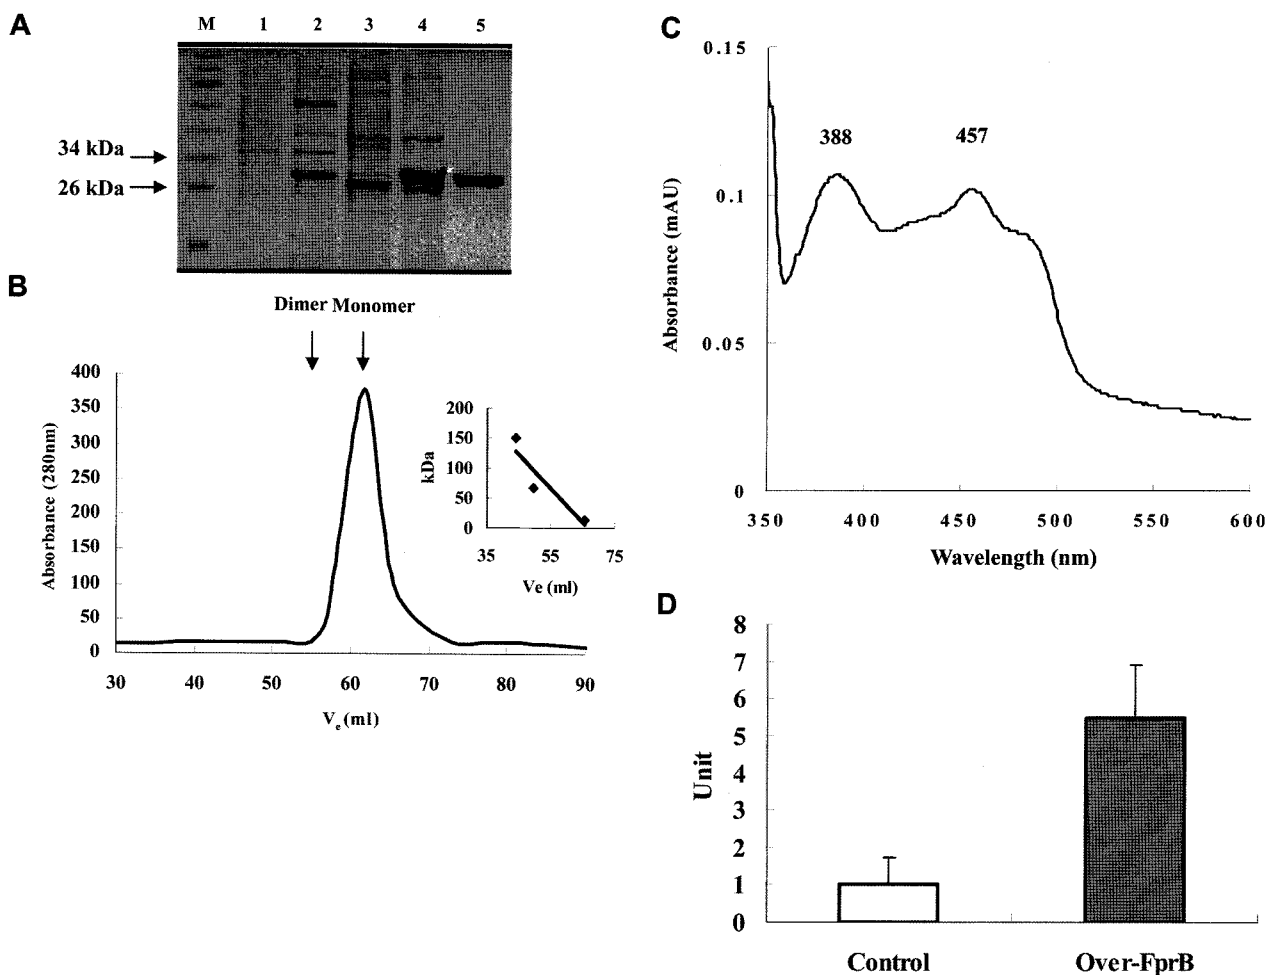 A
M 1 2 3 4 5
34 kDa
26 kDa
B
Dimer Monomer
400
350
300
250
200
150
100
50
0
Absorbance (280nm)
30 40 50 60 70 80 90
Ve (ml)
200
150
100
50
0
kDa
35 55 75
Ve (ml)
C
0.15
0.1
0.05
0
Absorbance (mAU)
388 457
350 400 450 500 550 600
Wavelength (nm)
D
8
7
6
5
4
3
2
1
0
Unit
Control Over-FprB